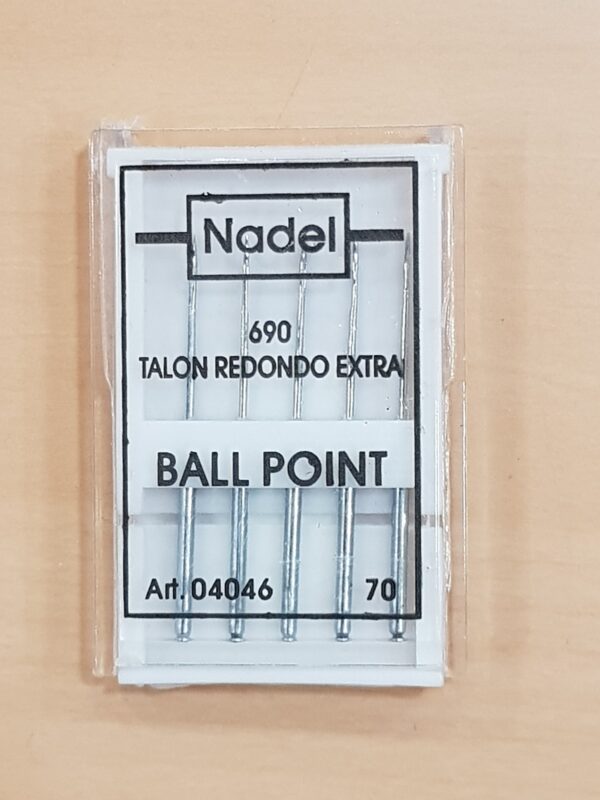 Nadel
690
TALON REDONDO EXTRA
BALL POINT
Art. 04046 70